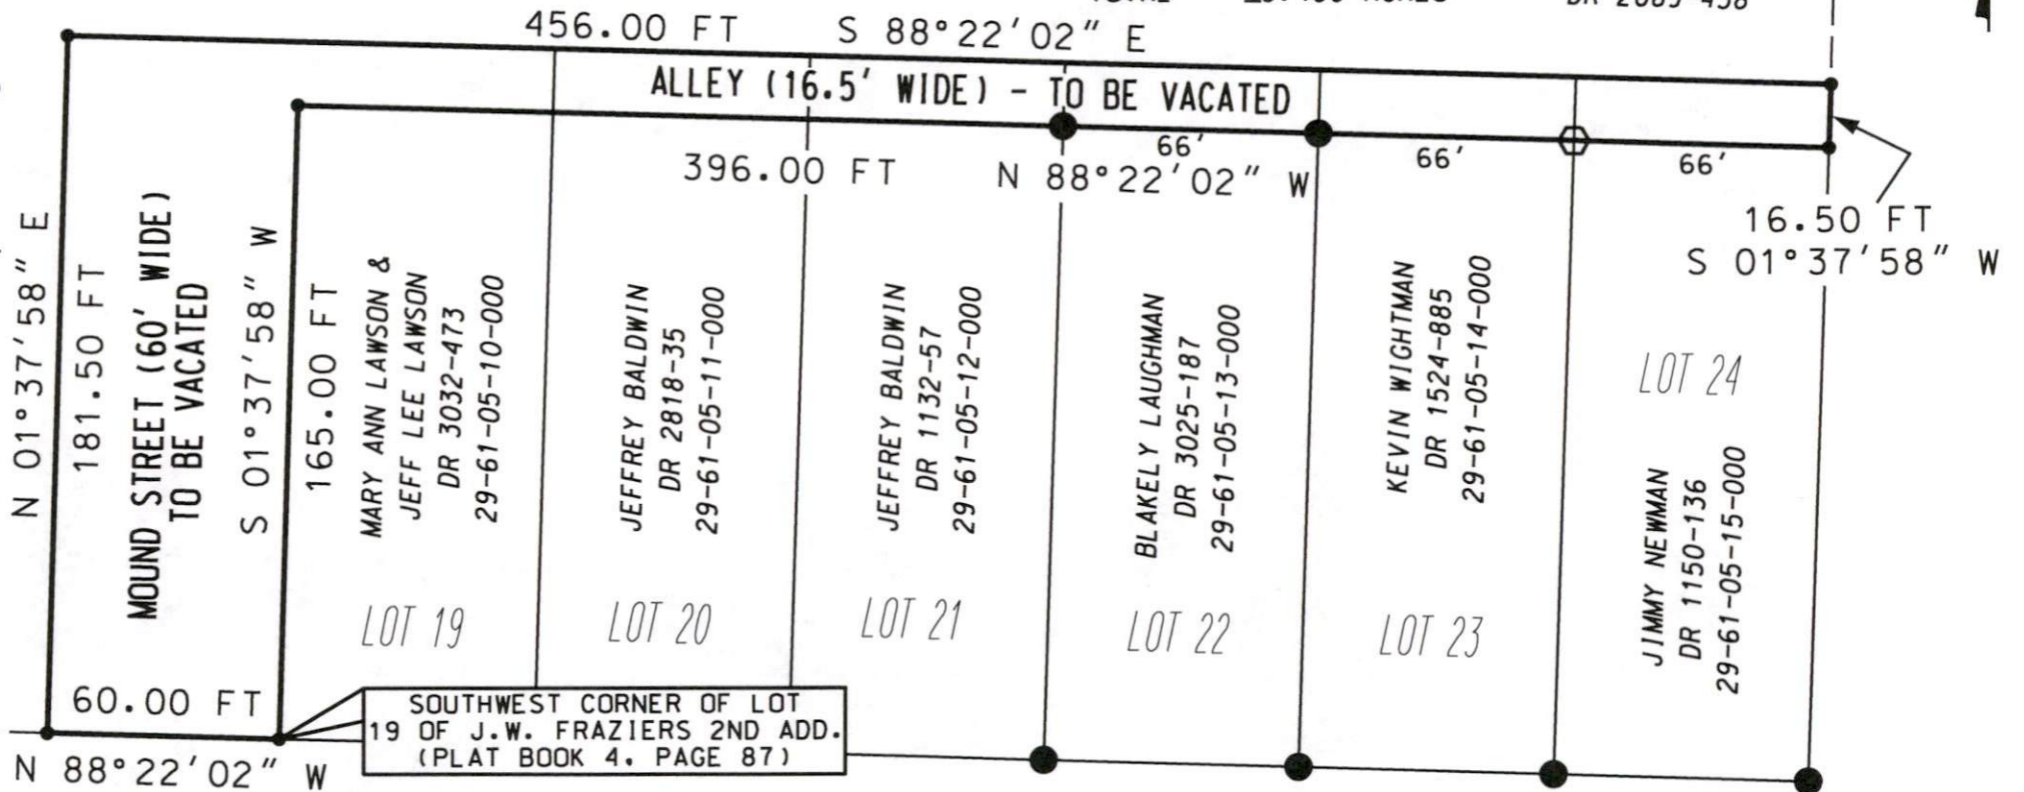 456.00 FT S 88°22'02" E
ALLEY (16.5' WIDE) - TO BE VACATED
66'
66'
66'
396.00 FT N 88°22'02" W
16.50 FT
S 01°37'58" W
N 01°37'58" E
181.50 FT
MOUND STREET (60' WIDE)
TO BE VACATED
S 01°37'58" W
165.00 FT
MARY ANN LAWSON &
JEFF LEE LAWSON
DR 3032-473
29-61-05-10-000
LOT 19
JEFFREY BALDWIN
DR 2818-35
29-61-05-11-000
LOT 20
JEFFREY BALDWIN
DR 1132-57
29-61-05-12-000
LOT 21
BLAKELY LAUGHMAN
DR 3025-187
29-61-05-13-000
LOT 22
KEVIN WIGHTMAN
DR 1524-885
29-61-05-14-000
LOT 23
LOT 24
JIMMY NEWMAN
DR 1150-136
29-61-05-15-000
60.00 FT
N 88°22'02" W
SOUTHWEST CORNER OF LOT
19 OF J.W. FRAZIERS 2ND ADD.
(PLAT BOOK 4. PAGE 87)